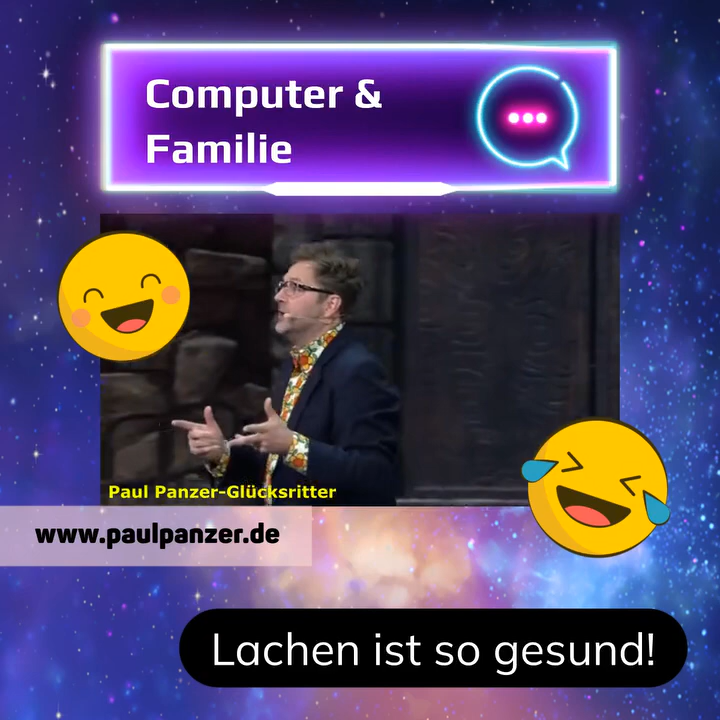 Computer &
Familie
Paul Panzer-Glücksritter
www.paulpanzer.de
Lachen ist so gesund!